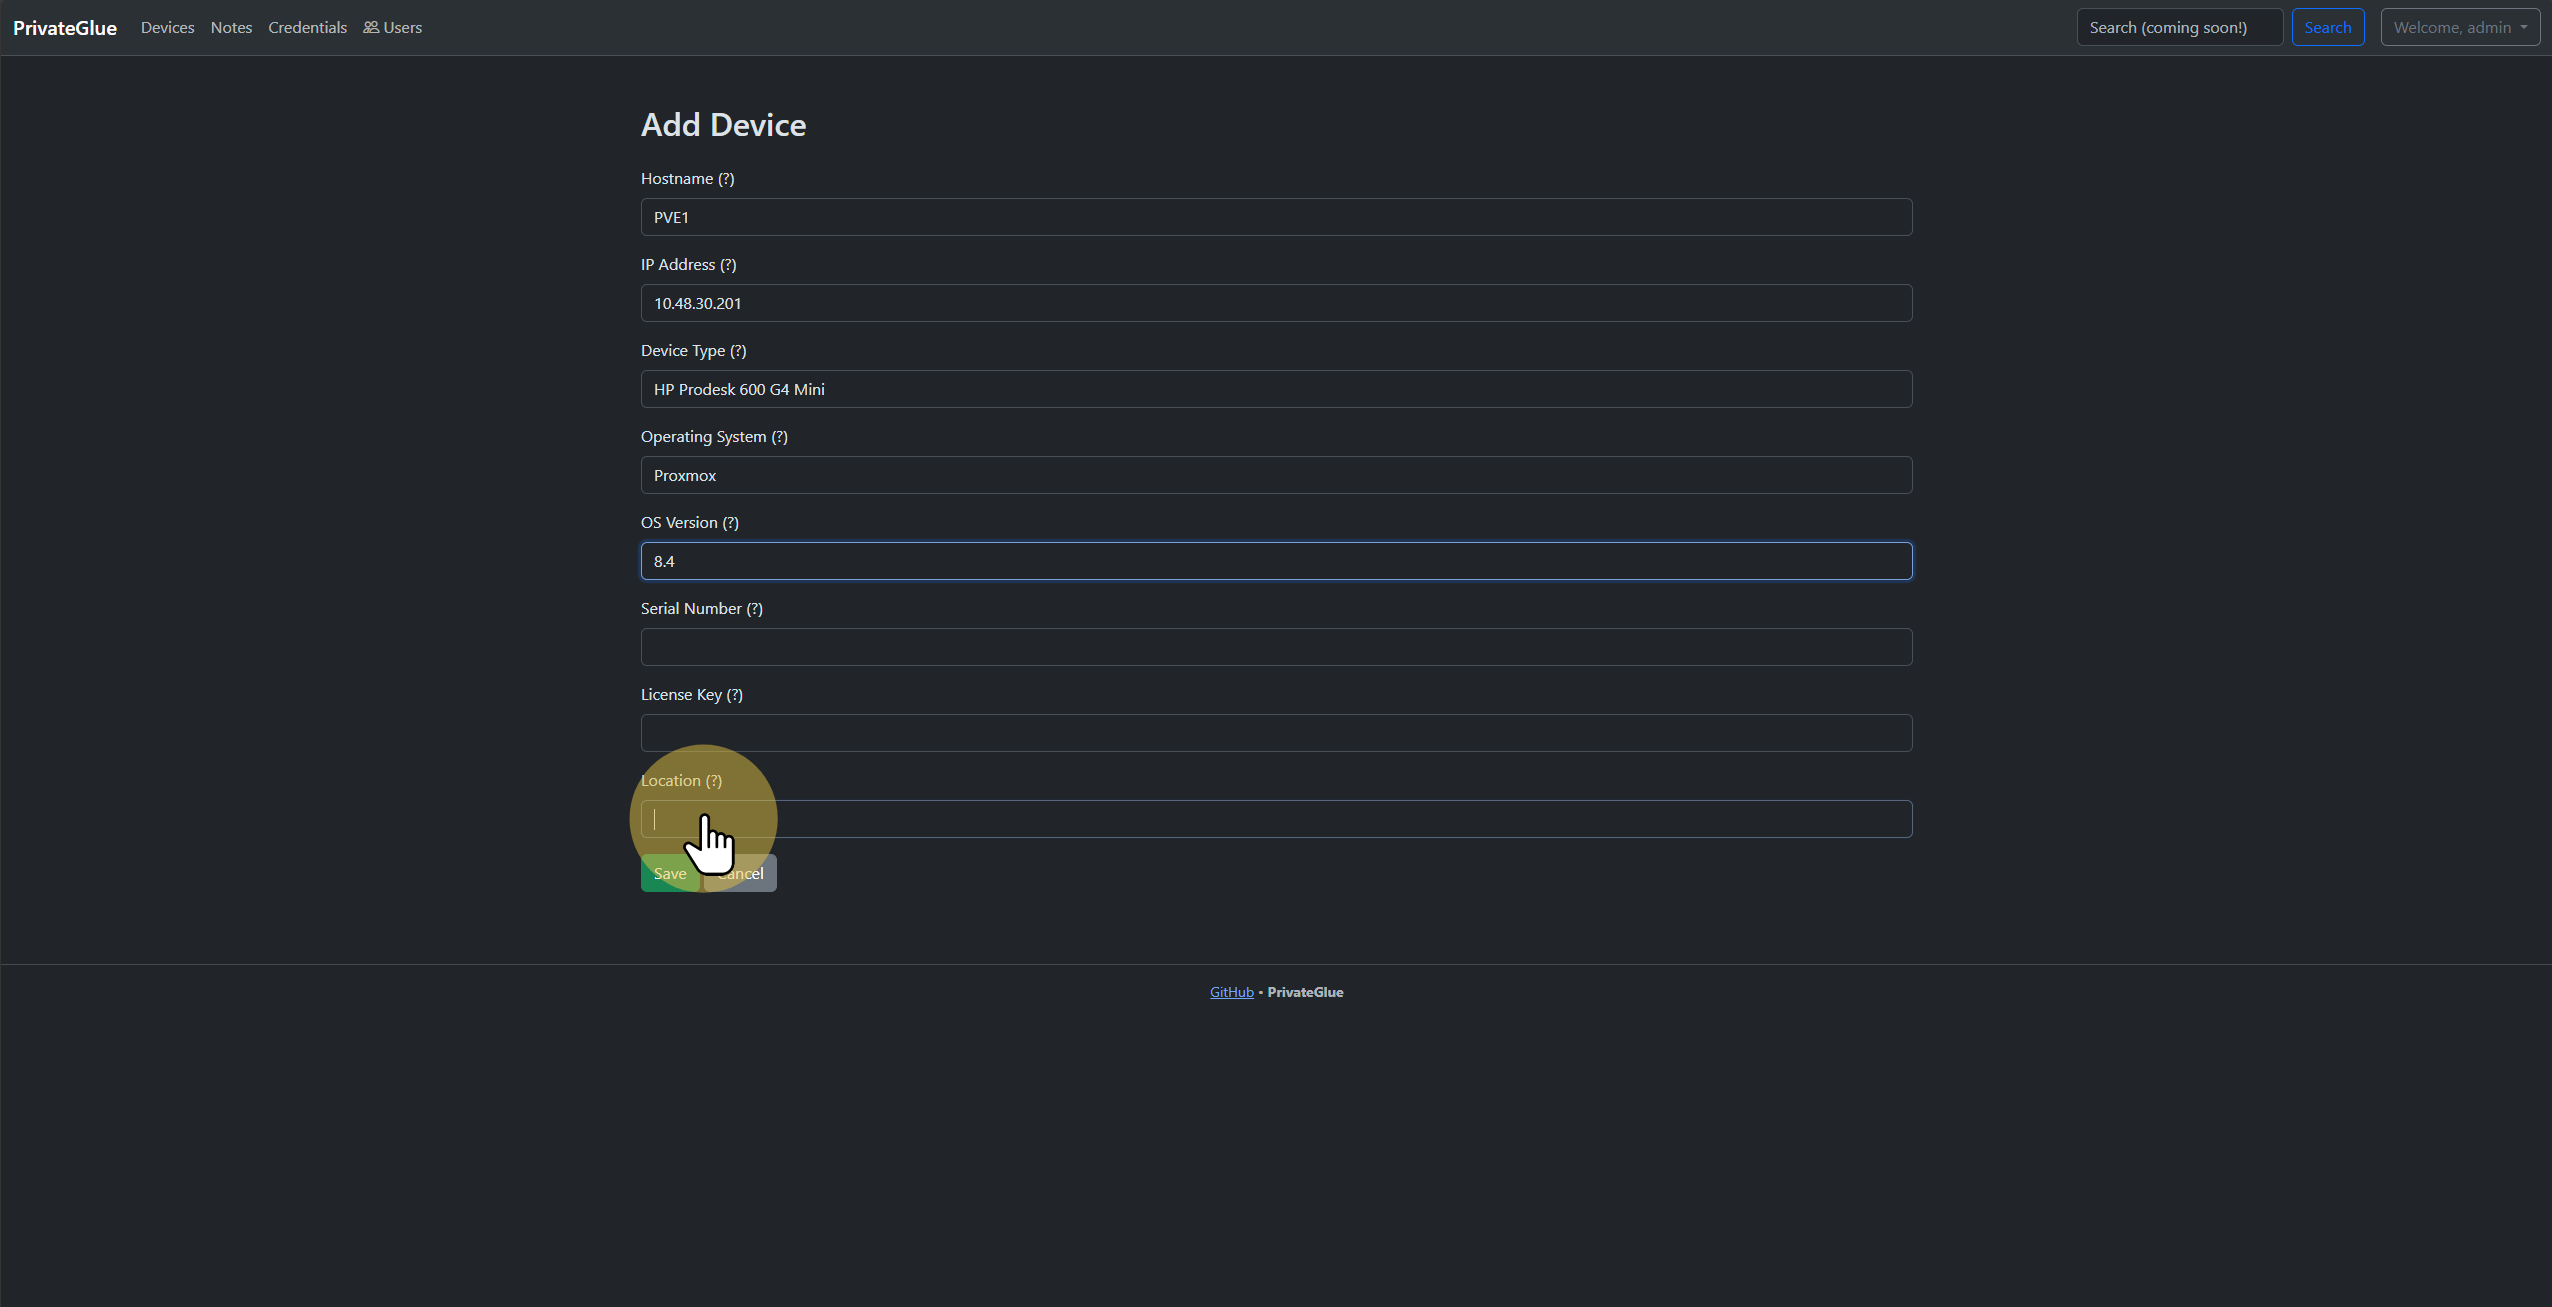 PrivateGlue Devices Notes Credentials Users Search (coming soon!) Search Welcome, admin
Add Device
Hostname (?)
PVE1
IP Address (?)
10.48.30.201
Device Type (?)
HP Prodesk 600 G4 Mini
Operating System (?)
Proxmox
OS Version (?)
8.4
Serial Number (?)
License Key (?)
Location (?)
Save Cancel
GitHub • PrivateGlue